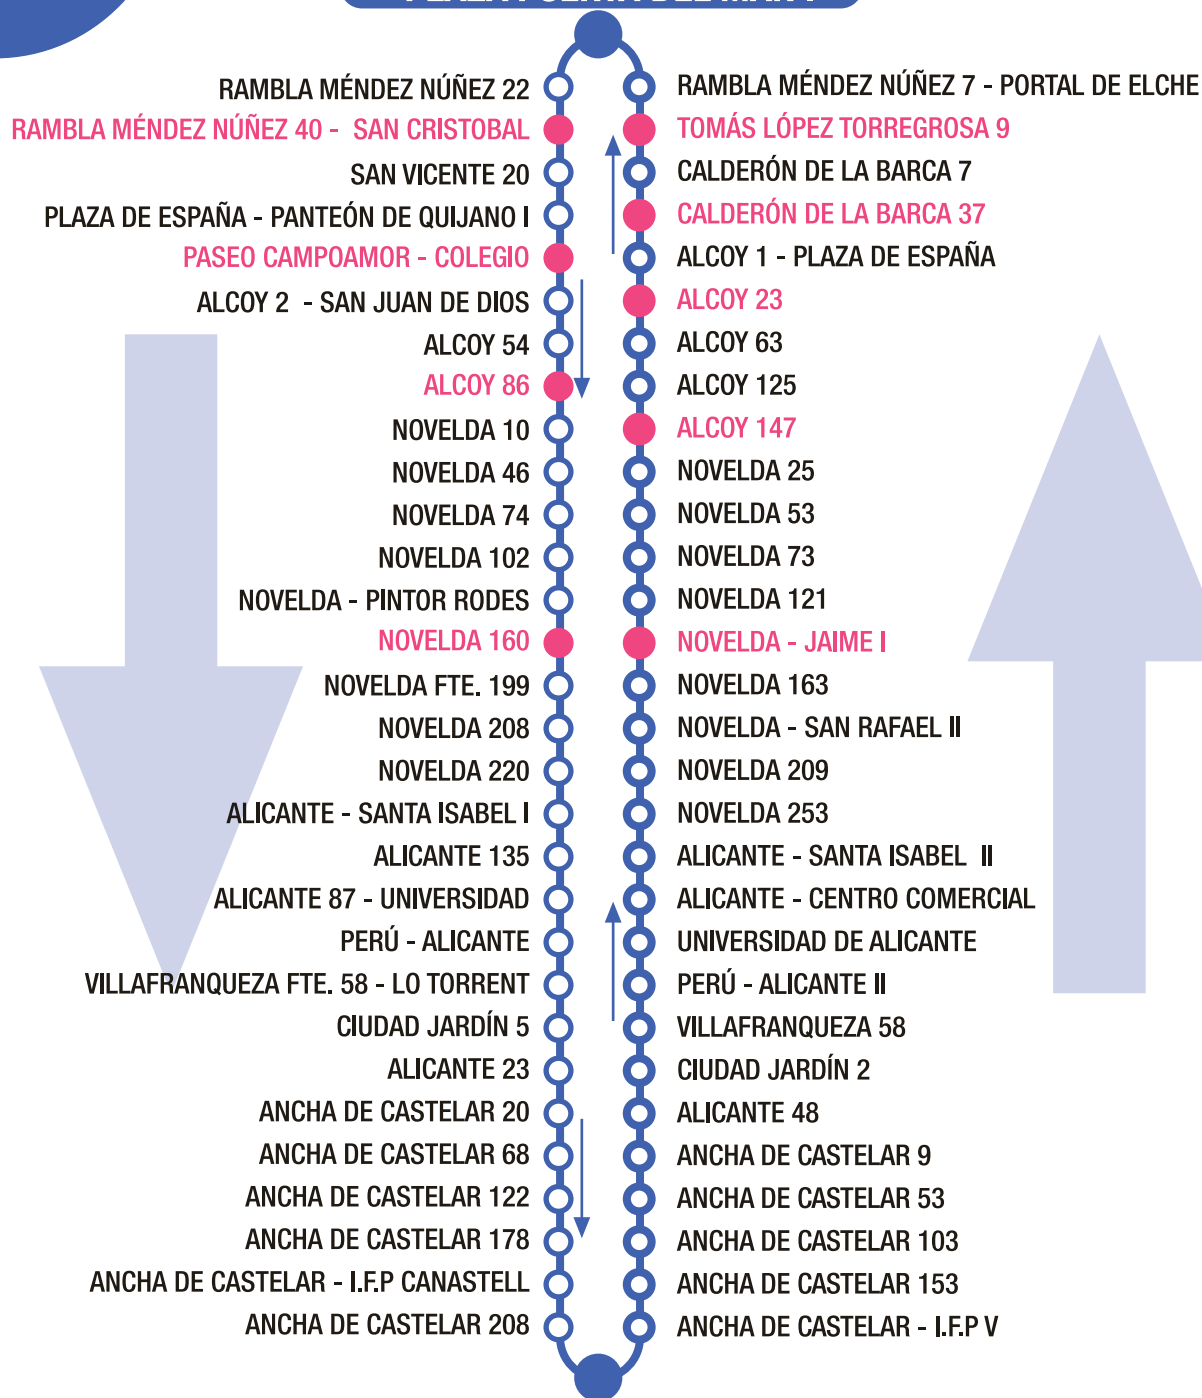 RAMBLA MÉNDEZ NÚÑEZ 22
RAMBLA MÉNDEZ NÚÑEZ 40 - SAN CRISTOBAL
SAN VICENTE 20
PLAZA DE ESPAÑA - PANTEÓN DE QUIJANO I
PASEO CAMPOAMOR - COLEGIO
ALCOY 2 - SAN JUAN DE DIOS
ALCOY 54
ALCOY 86
NOVELDA 10
NOVELDA 46
NOVELDA 74
NOVELDA 102
NOVELDA - PINTOR RODES
NOVELDA 160
NOVELDA FTE. 199
NOVELDA 208
NOVELDA 220
ALICANTE - SANTA ISABEL I
ALICANTE 135
ALICANTE 87 - UNIVERSIDAD
PERÚ - ALICANTE
VILLAFRANQUEZA FTE. 58 - LO TORRENT
CIUDAD JARDÍN 5
ALICANTE 23
ANCHA DE CASTELAR 20
ANCHA DE CASTELAR 68
ANCHA DE CASTELAR 122
ANCHA DE CASTELAR 178
ANCHA DE CASTELAR - I.F.P CANASTELL
ANCHA DE CASTELAR 208
RAMBLA MÉNDEZ NÚÑEZ 7 - PORTAL DE ELCHE
TOMÁS LÓPEZ TORREGROSA 9
CALDERÓN DE LA BARCA 7
CALDERÓN DE LA BARCA 37
ALCOY 1 - PLAZA DE ESPAÑA
ALCOY 23
ALCOY 63
ALCOY 125
ALCOY 147
NOVELDA 25
NOVELDA 53
NOVELDA 73
NOVELDA 121
NOVELDA - JAIME I
NOVELDA 163
NOVELDA - SAN RAFAEL II
NOVELDA 209
NOVELDA 253
ALICANTE - SANTA ISABEL II
ALICANTE - CENTRO COMERCIAL
UNIVERSIDAD DE ALICANTE
PERÚ - ALICANTE II
VILLAFRANQUEZA 58
CIUDAD JARDÍN 2
ALICANTE 48
ANCHA DE CASTELAR 9
ANCHA DE CASTELAR 53
ANCHA DE CASTELAR 103
ANCHA DE CASTELAR 153
ANCHA DE CASTELAR - I.F.P V